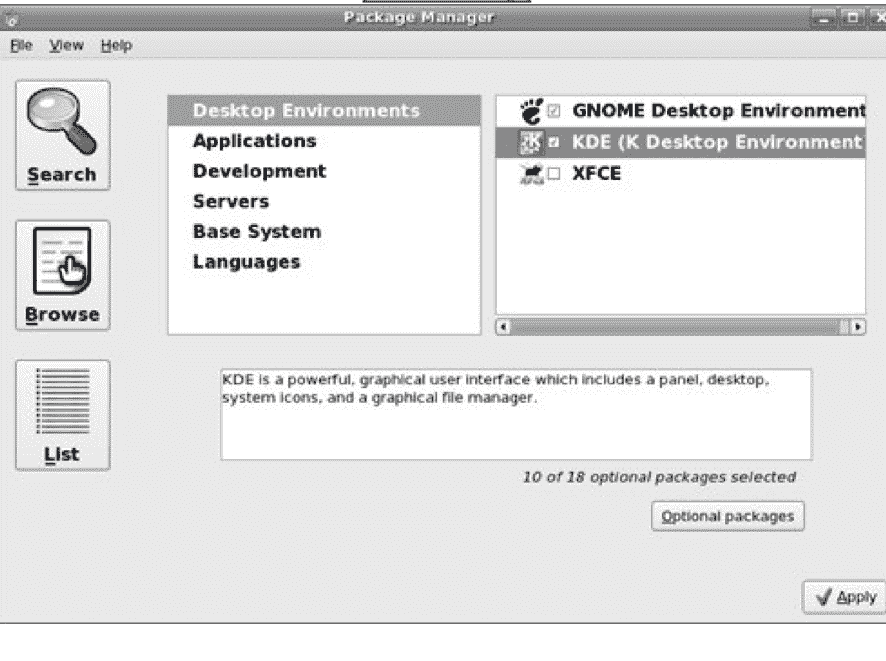 Package Manager
File View Help
Search
Browse
List
Desktop Environments
Applications
Development
Servers
Base System
Languages
GNOME Desktop Environment
KDE (K Desktop Environment
XFCE
KDE is a powerful, graphical user interface which includes a panel, desktop,
system icons, and a graphical file manager.
10 of 18 optional packages selected
Optional packages
Apply